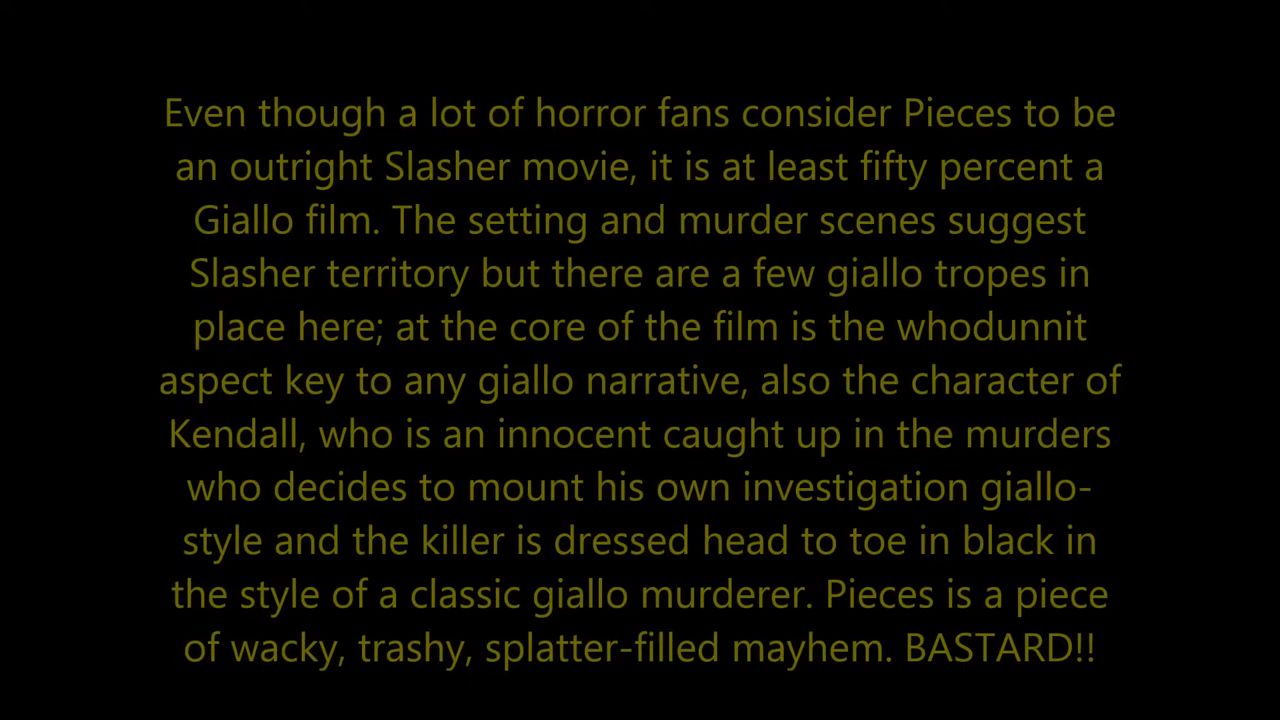 Even though a lot of horror fans consider Pieces to be
an outright Slasher movie, it is at least fifty percent a
Giallo film. The setting and murder scenes suggest
Slasher territory but there are a few giallo tropes in
place here; at the core of the film is the whodunnit
aspect key to any giallo narrative, also the character of
Kendall, who is an innocent caught up in the murders
who decides to mount his own investigation giallo-
style and the killer is dressed head to toe in black in
the style of a classic giallo murderer. Pieces is a piece
of wacky, trashy, splatter-filled mayhem. BASTARD!!